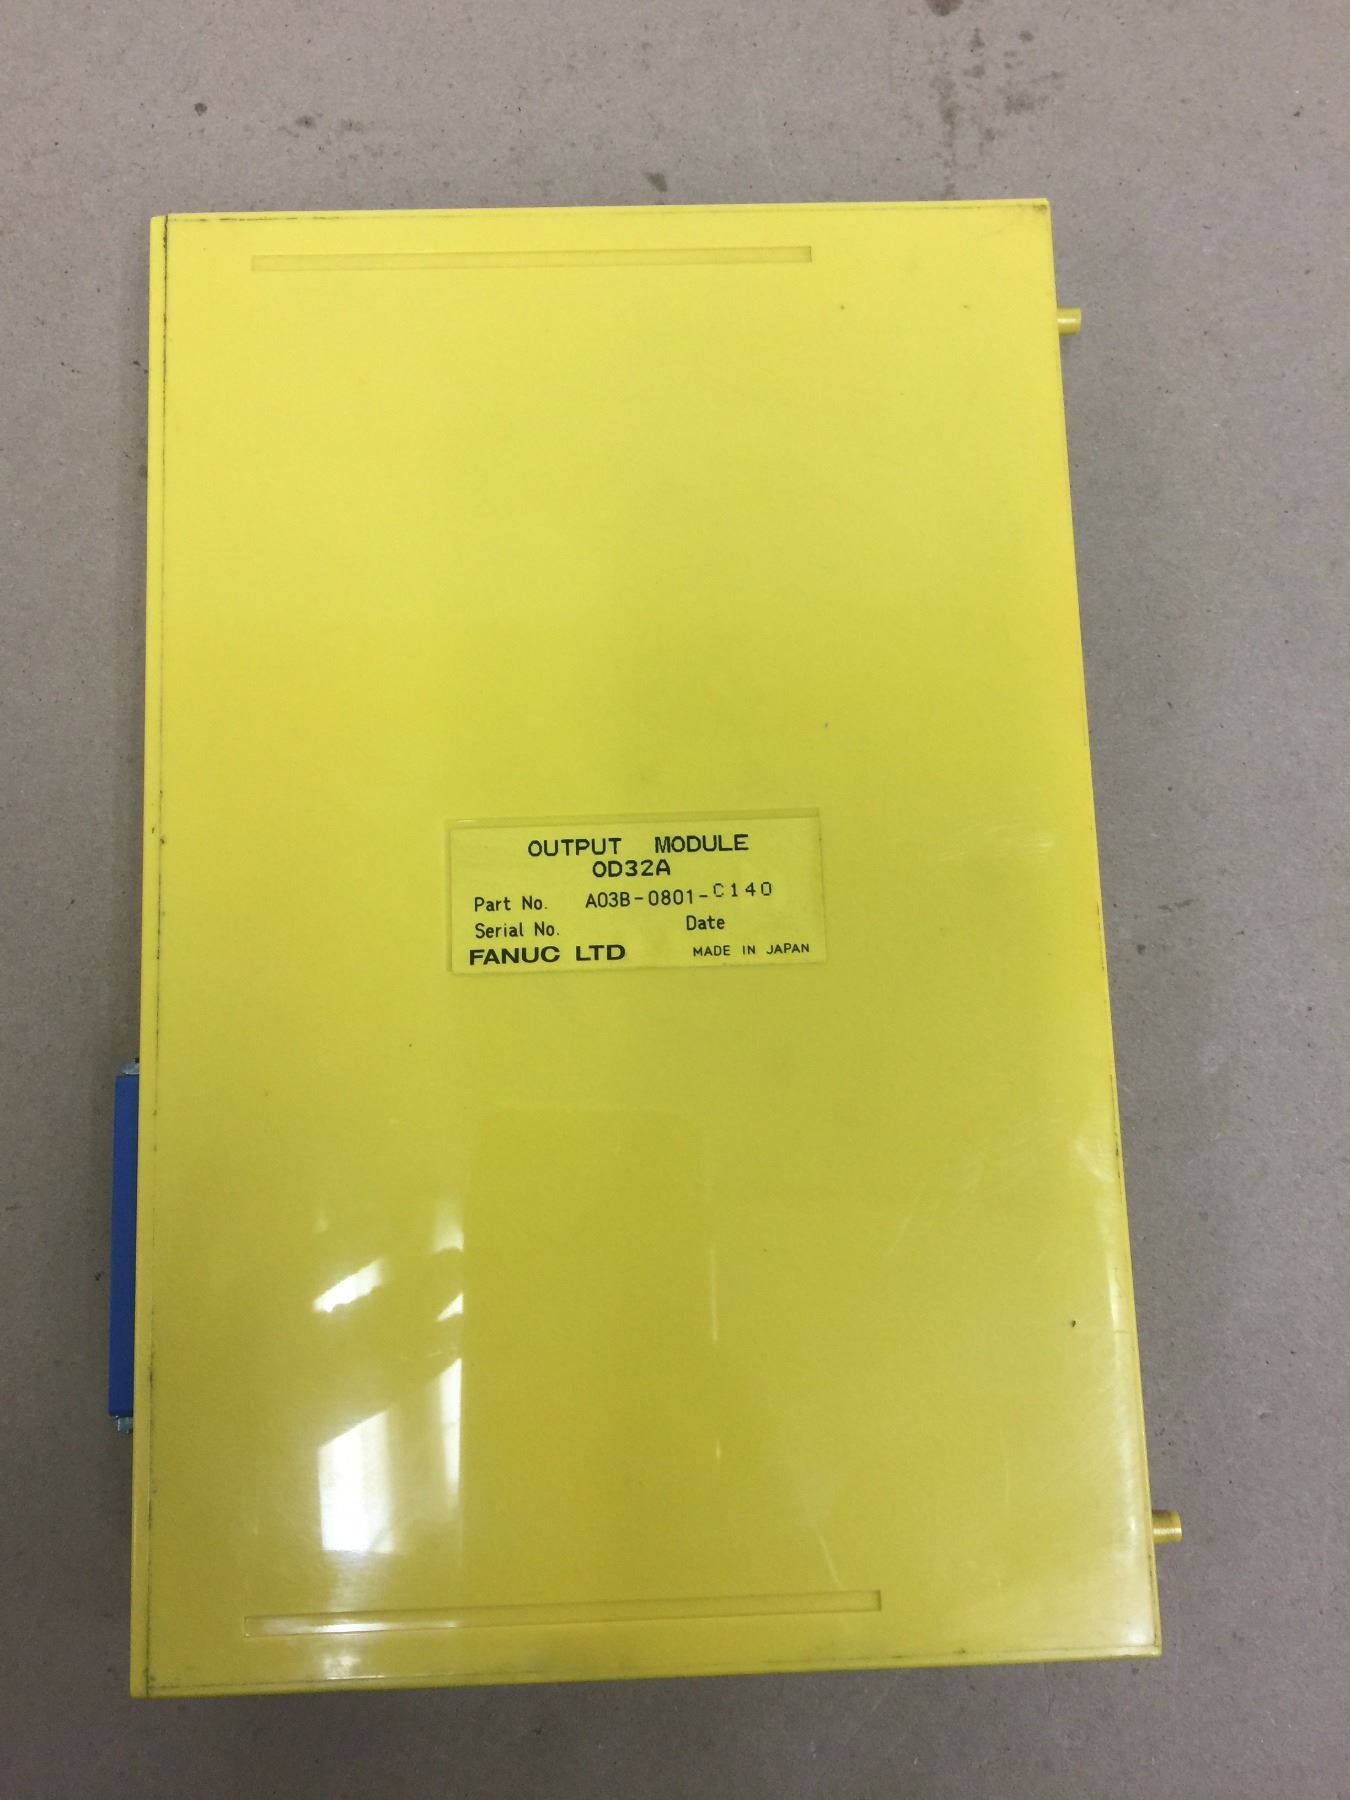 OUTPUT MODULE
OD32A
Part No. A03B-0801-C140
Serial No. Date
FANUC LTD MADE IN JAPAN